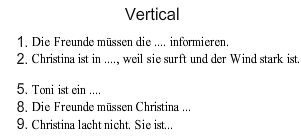 Vertical
1. Die Freunde müssen die .... informieren.
2. Christina ist in ...., weil sie surft und der Wind stark ist.
5. Toni ist ein ....
8. Die Freunde müssen Christina ...
9. Christina lacht nicht. Sie ist...